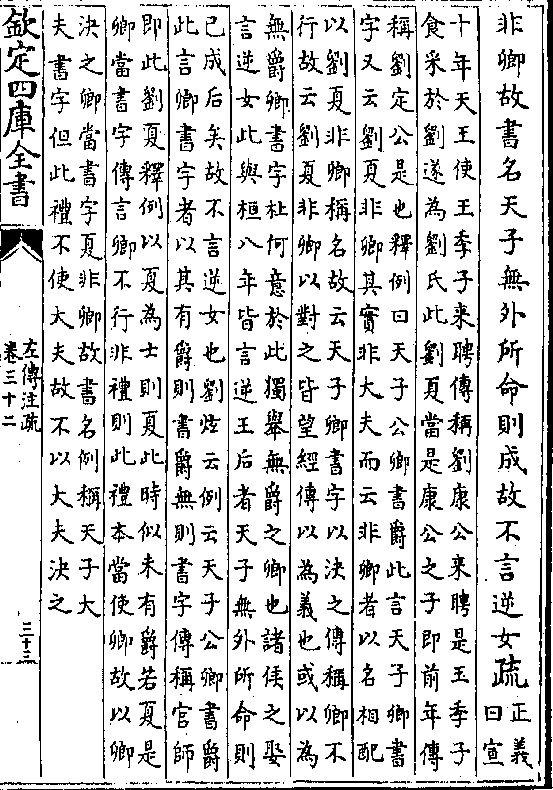 非卿故書名天子無外所命則成故不言逆女疏正義
曰宣
十年天王使王季子来聘傳稱劉康公来聘是王季子
食采於劉遂為劉氏此劉夏當是康公之子即前年傳
稱劉定公是也釋例曰天子公卿書爵此言天子卿書
字又云劉夏非卿其實非大夫而云非卿者以名相配
以劉夏非卿稱名故云天子卿書字以決之傳稱卿不
行故云劉夏非卿以對之皆望經傳以為義也或以為
無爵卿書字杜何意於此獨舉無爵之卿也諸侯之娶
言逆女此與桓八年皆言逆王后者天子無外所命則
已成后矣故不言逆女也劉炫云例云天子公卿書爵
此言卿書字者以其有爵則書爵無則書字傳稱官師
即此劉夏釋例以夏為士則夏此時似未有爵若夏是
卿當書字傳言卿不行非禮則此禮本當使卿故以卿
決之卿當書字夏非卿故書名例稱天子大
夫書字但此禮不使大夫故不以大夫決之
欽定四庫全書
左傳注疏
卷三十二
三十三